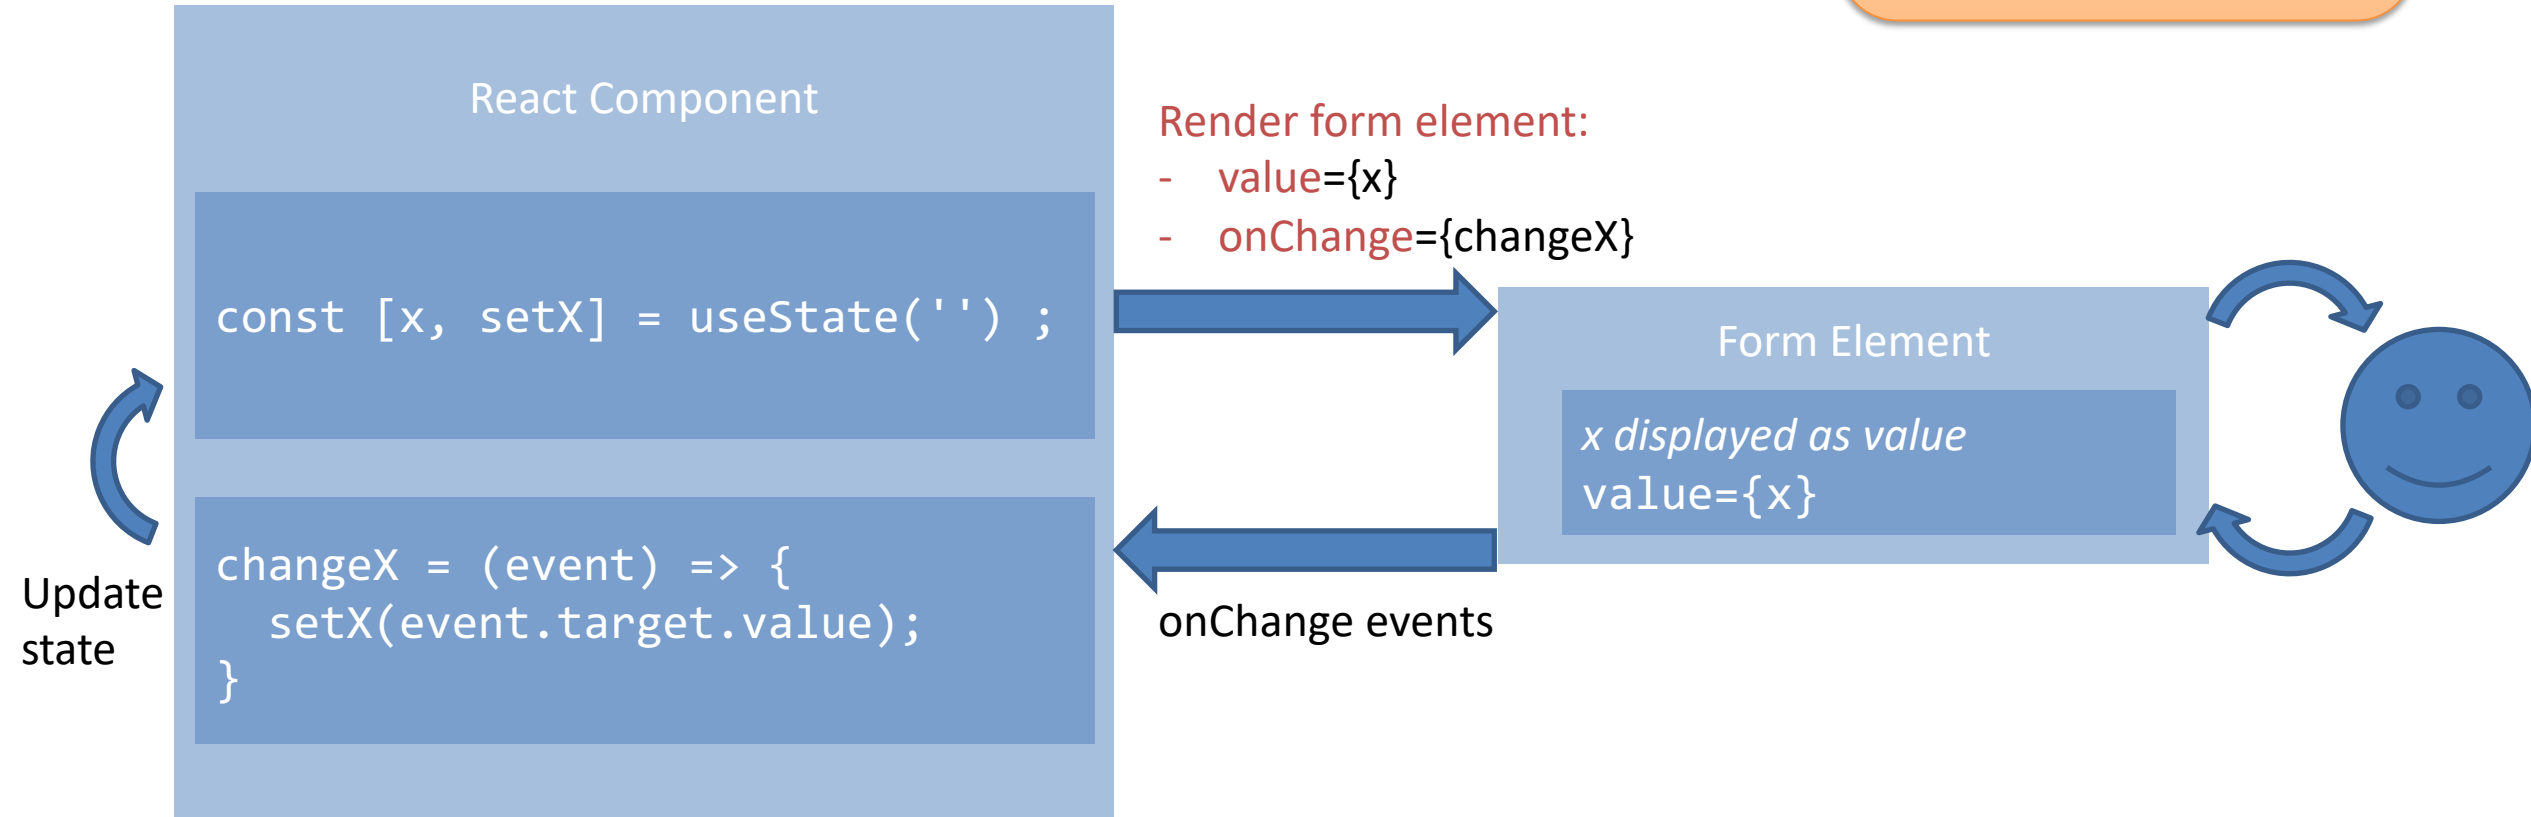 React Component
const [x, setX] = useState('') ;
changeX = (event) => {
  setX(event.target.value);
}
Update
state
Render form element:
- value={x}
- onChange={changeX}
onChange events
Form Element
x displayed as value
value={x}